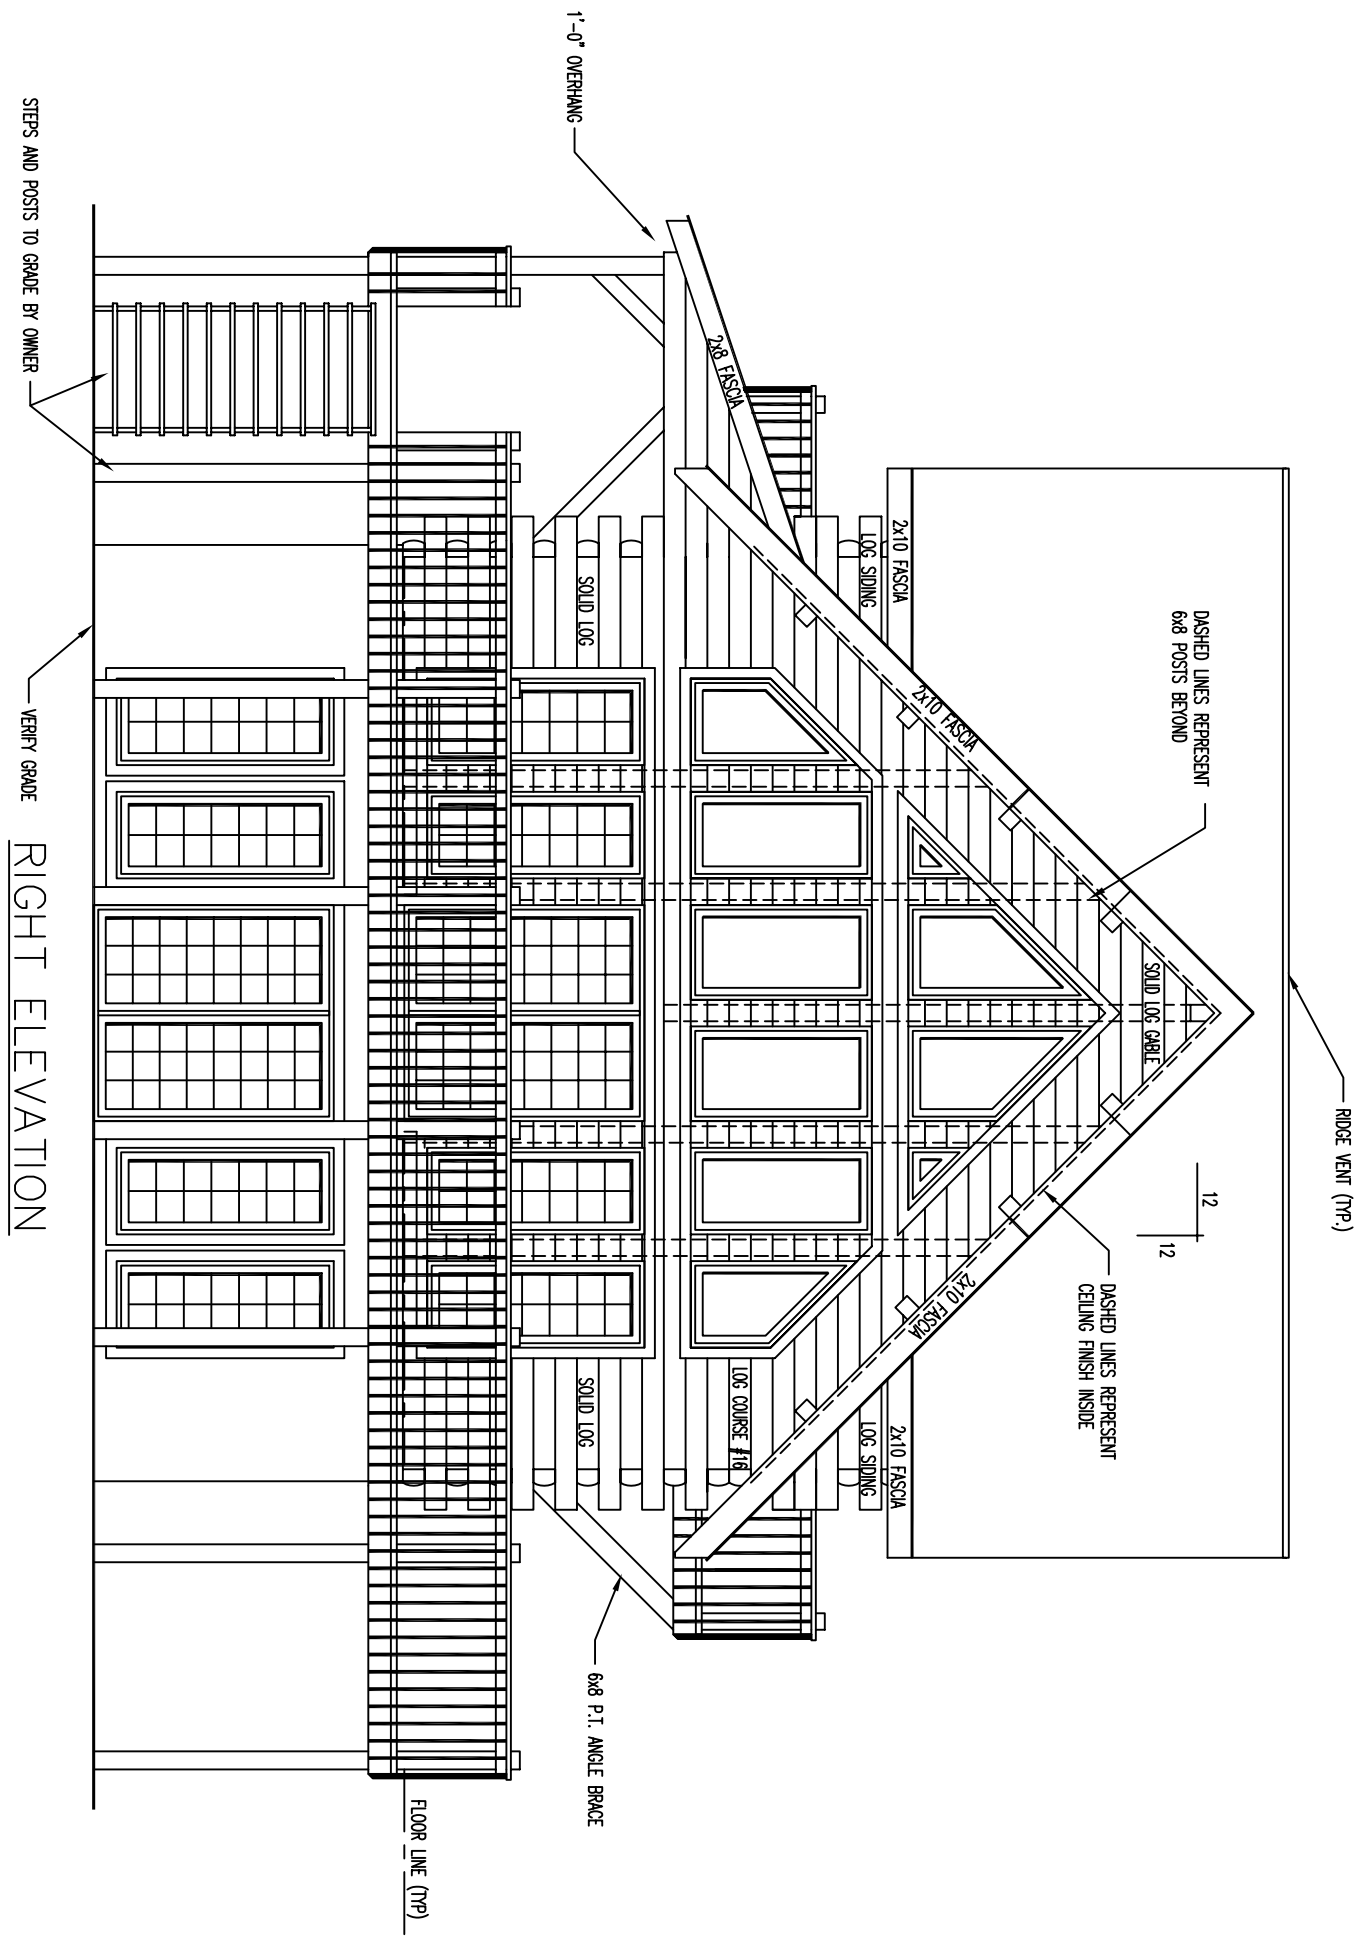 RIDGE VENT (TYP.)
12
12
DASHED LINES REPRESENT
6x8 POSTS BEYOND
DASHED LINES REPRESENT
CEILING FINISH INSIDE
SOLID LOG GABLE
2x10 FASCIA
2x10 FASCIA
2x10 FASCIA
2x10 FASCIA
LOG SIDING
LOG SIDING
2x8 FASCIA
LOG COURSE #16
1'-0" OVERHANG
SOLID LOG
SOLID LOG
6x8 P.T. ANGLE BRACE
FLOOR LINE (TYP)
STEPS AND POSTS TO GRADE BY OWNER
VERIFY GRADE
RIGHT ELEVATION